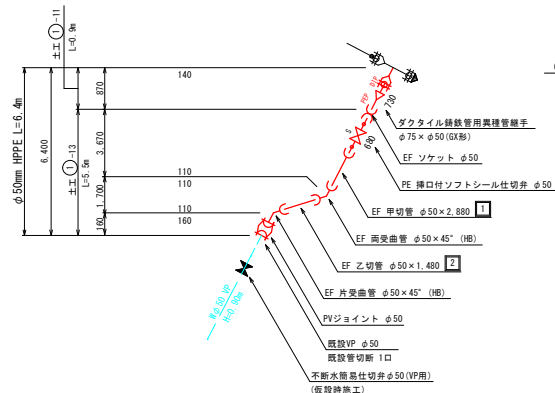 φ50mm HPPE L=6.4m
6,400
土工 ①-11
L=0.9m
土工 ①-13
L=5.5m
870
3,670
1,700
160
140
110
110
110
160
PEP DIP
730
S
680
ダクタイル鋳鉄管用異種管継手
φ75×φ50(GX形)
EF ソケット φ50
PE 挿口付ソフトシール仕切弁 φ50
EF 甲切管 φ50×2,880 1
EF 両受曲管 φ50×45° (HB)
EF 乙切管 φ50×1,480 2
EF 片受曲管 φ50×45° (HB)
PVジョイント φ50
既設VP φ50
既設管切断 1口
不断水簡易仕切弁φ50(VP用)
(仮設時施工)
H=0.90m